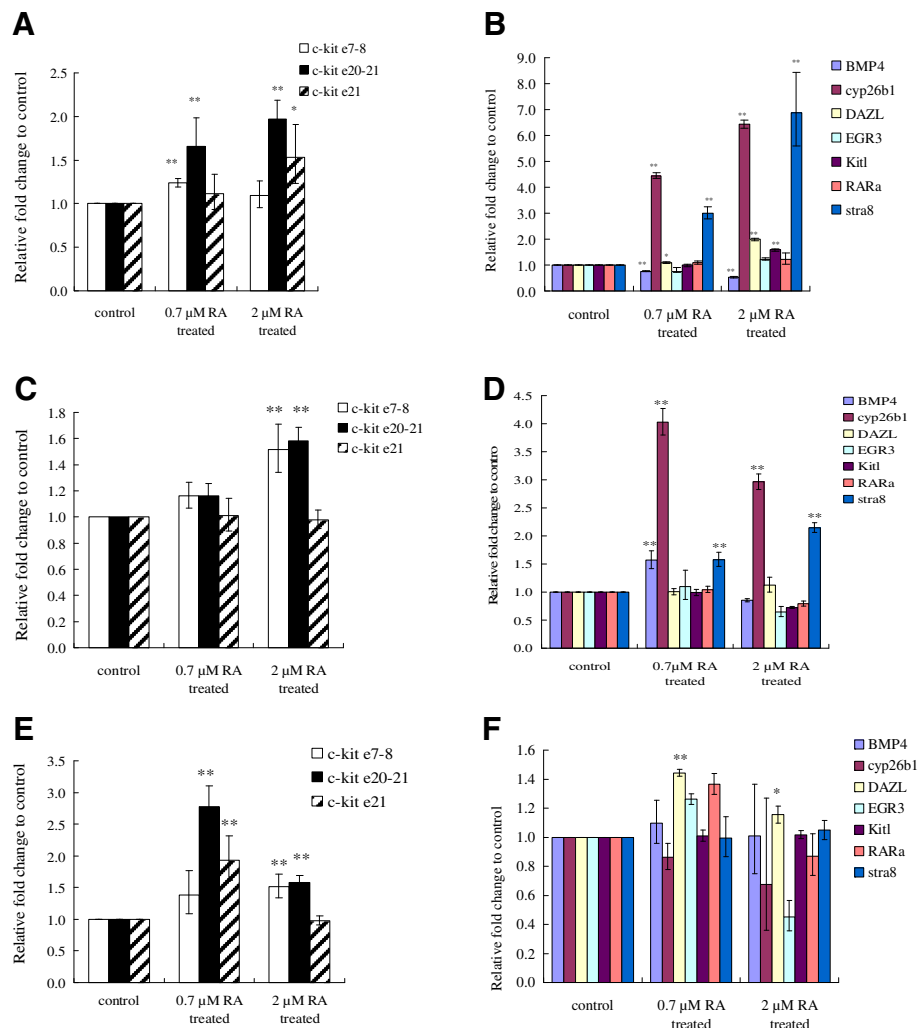 A
c-kit e7-8
c-kit e20-21
c-kit e21
Relative fold change to control
2.5
2.0
1.5
1.0
0.5
0.0
**
**
**
*
control
0.7 µM RA
treated
2 µM RA
treated
B
BMP4
cyp26b1
DAZL
EGR3
Kitl
RARa
stra8
Relative fold change to control
9.0
8.0
7.0
6.0
5.0
4.0
3.0
2.0
1.0
0.0
**
**
*
**
**
**
**
**
**
control
0.7 µM RA
treated
2 µM RA
treated
C
c-kit e7-8
c-kit e20-21
c-kit e21
Relative fold change to control
1.8
1.6
1.4
1.2
1.0
0.8
0.6
0.4
0.2
0.0
**
**
control
0.7 µM RA
treated
2 µM RA
treated
D
BMP4
cyp26b1
DAZL
EGR3
Kitl
RARa
stra8
Relative fold change to contro
4.5
4.0
3.5
3.0
2.5
2.0
1.5
1.0
0.5
0.0
**
**
**
**
**
control
0.7µM RA
treated
2 µM RA
treated
E
c-kit e7-8
c-kit e20-21
c-kit e21
Relative fold change to control
3.5
3.0
2.5
2.0
1.5
1.0
0.5
0.0
**
**
**
**
control
0.7 µM RA
treated
2 µM RA
treated
F
BMP4
cyp26b1
DAZL
EGR3
Kitl
RARa
stra8
Relative fold change to control
1.6
1.4
1.2
1.0
0.8
0.6
0.4
0.2
0.0
**
*
control
0.7 µM RA
treated
2 µM RA
treated